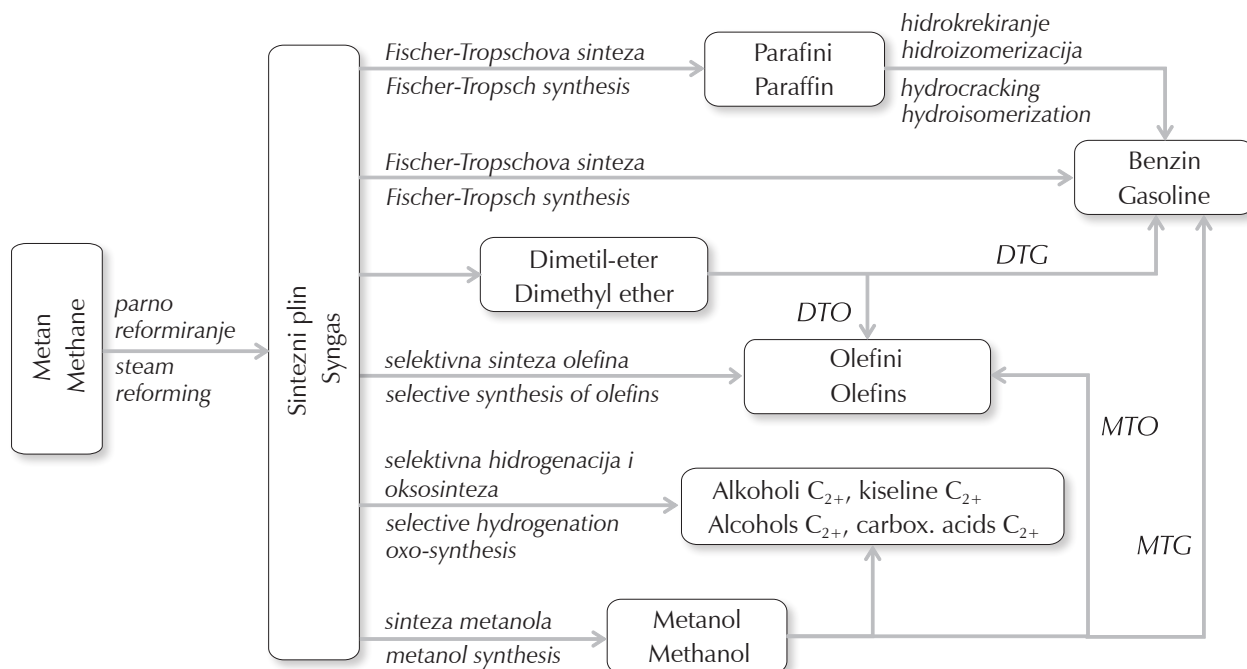 Metan
Methane
parno
reformiranje
steam
reforming
Sintezni plin
Syngas
Fischer-Tropschova sinteza
Fischer-Tropsch synthesis
Parafini
Paraffin
hidrokrekiranje
hidroizomerizacija
hydrocracking
hydroisomerization
Fischer-Tropschova sinteza
Fischer-Tropsch synthesis
Benzin
Gasoline
Dimetil-eter
Dimethyl ether
DTG
DTO
selektivna sinteza olefina
selective synthesis of olefins
Olefini
Olefins
MTO
selektivna hidrogenacija i
oksosinteza
selective hydrogenation
oxo-synthesis
Alkoholi C₂₊, kiseline C₂₊
Alcohols C₂₊, carbox. acids C₂₊
MTG
sinteza metanola
metanol synthesis
Metanol
Methanol